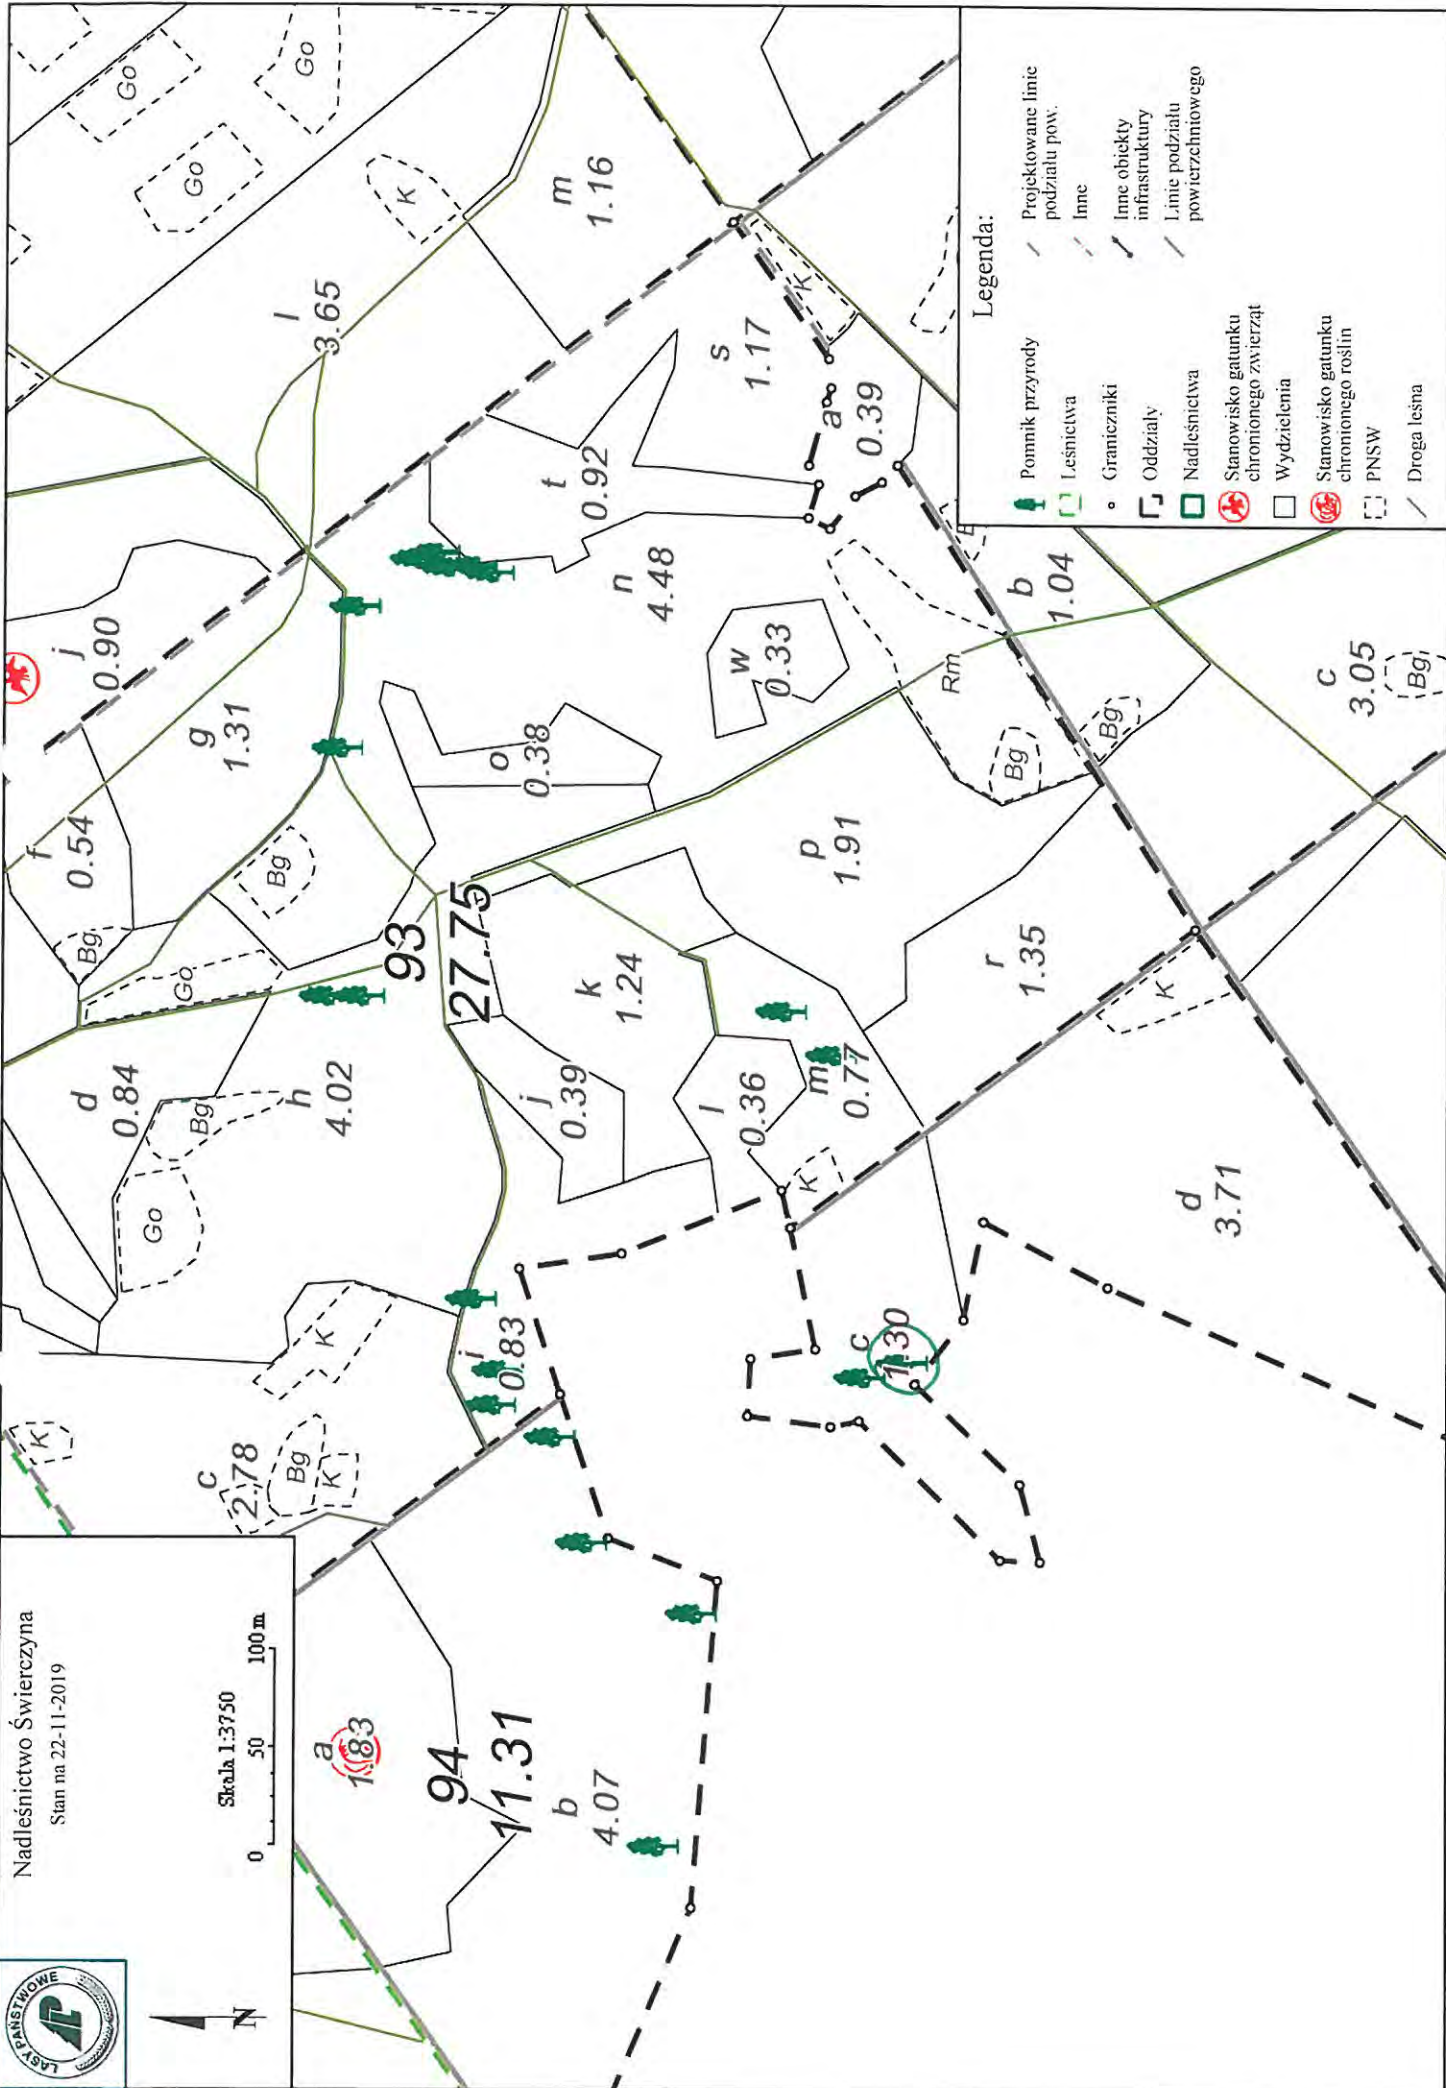 LASY PAŃSTWOWE
LP
N
Nadleśnictwo Świerczyna
Stan na 22-11-2019
Skala 1:3750
0 50 100 m
K
c
2.78
Bg
K
K
d
0.84
Go
Bg
h
4.02
Go
Bg
f
0.54
Bg
g
1.31
j
0.90
l
3.65
Go
Go
Go
K
m
1.16
a
1.83
94
11.31
b
4.07
i
0.83
93
27.75
j
0.39
k
1.24
l
0.36
m
0.77
K
o
0.38
n
4.48
t
0.92
s
1.17
K
a
0.39
w
0.33
p
1.91
Rm
Bg
Bg
r
1.35
K
c
1.30
d
3.71
b
1.04
c
3.05
Bg
Legenda:
Pomnik przyrody
Leśnictwa
Graniczniki
Oddziały
Nadleśnictwa
Stanowisko gatunku
chronionego zwierząt
Wydzielenia
Stanowisko gatunku
chronionego roślin
PNSW
Droga leśna
Projektowane linie
podziału pow.
Inne
Inne obiekty
infrastruktury
Linie podziału
powierzchniowego